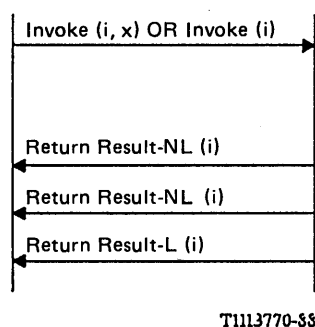 Invoke (i, x) OR Invoke (i)
Return Result-NL (i)
Return Result-NL (i)
Return Result-L (i)
T1113770-88